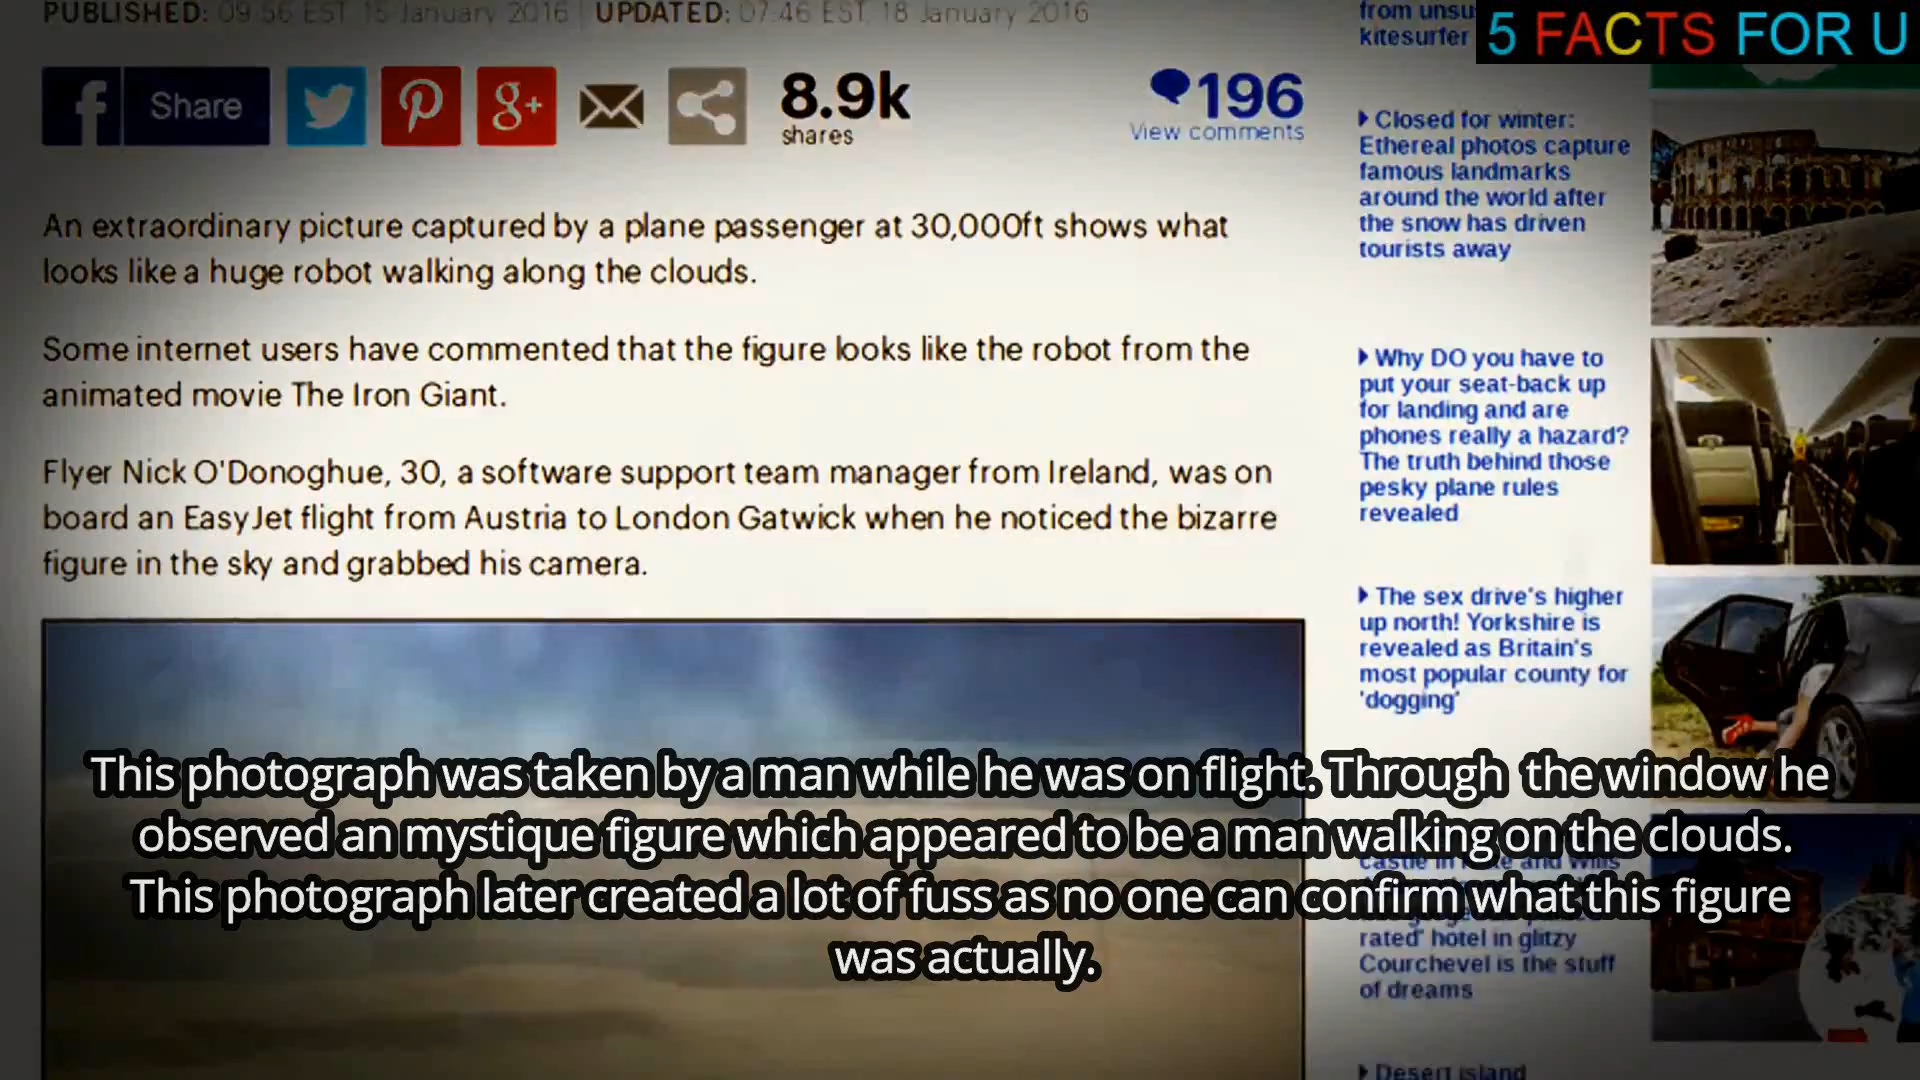 PUBLISHED: 09:56 EST, 15 January 2016 | UPDATED: 07:46 EST, 18 January 2016
5 FACTS FOR U
f Share
g+
8.9k
shares
196
View comments
An extraordinary picture captured by a plane passenger at 30,000ft shows what
looks like a huge robot walking along the clouds.
Some internet users have commented that the figure looks like the robot from the
animated movie The Iron Giant.
Flyer Nick O'Donoghue, 30, a software support team manager from Ireland, was on
board an EasyJet flight from Austria to London Gatwick when he noticed the bizarre
figure in the sky and grabbed his camera.
from
kitesurfer
Closed for winter:
Ethereal photos capture
famous landmarks
around the world after
the snow has driven
tourists away
Why DO you have to
put your seat-back up
for landing and are
phones really a hazard?
The truth behind those
pesky plane rules
revealed
The sex drive's higher
up north! Yorkshire is
revealed as Britain's
most popular county for
'dogging'
rated' hotel in glitzy
Courchevel is the stuff
of dreams
Desert island
This photograph was taken by a man while he was on flight. Through the window he
observed an mystique figure which appeared to be a man walking on the clouds.
This photograph later created a lot of fuss as no one can confirm what this figure
was actually.